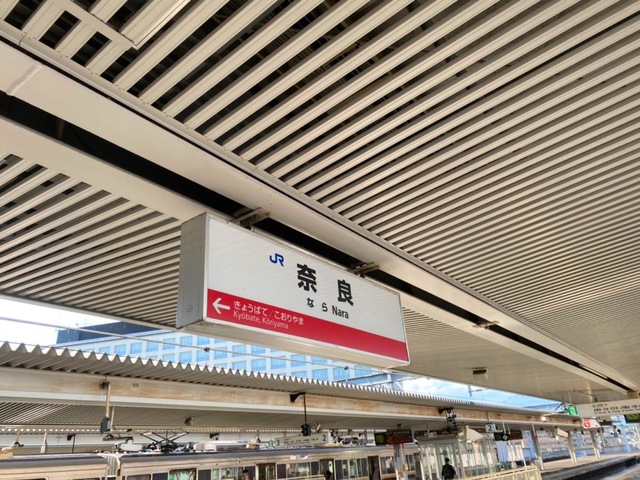 JR 奈良
なら Nara
← きょうばて／こおりやま
Kyōbate, Kōriyama